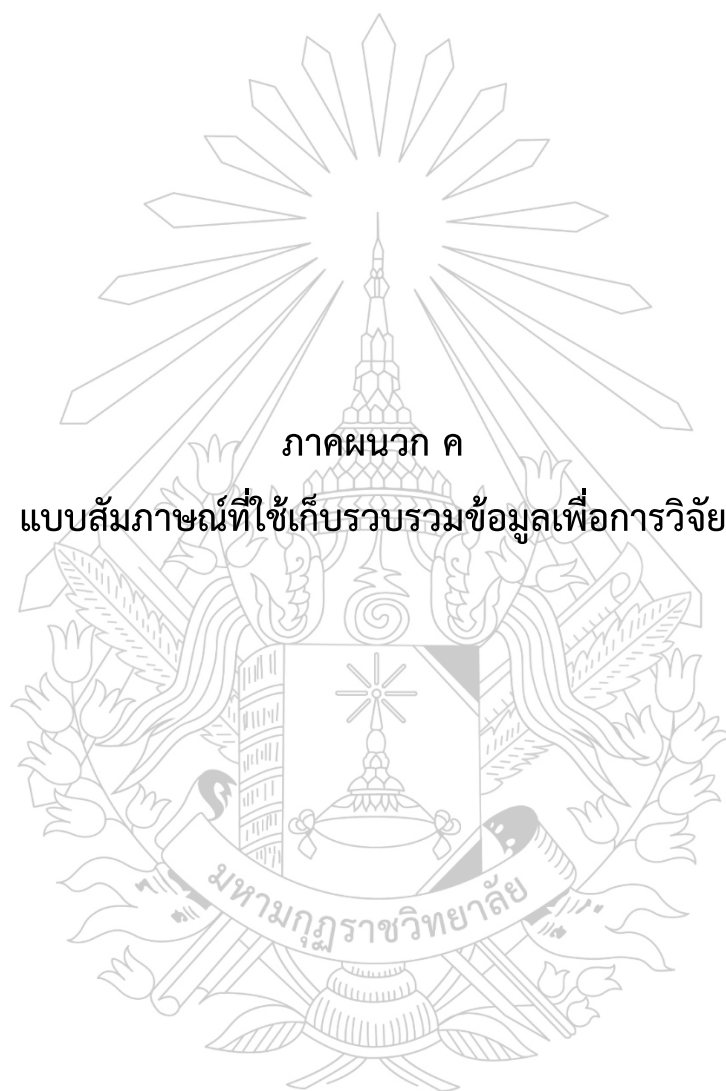 ภาคผนวก ค
แบบสัมภาษณ์ที่ใช้เก็บรวบรวมข้อมูลเพื่อการวิจัย
มหามกุฏราชวิทยาลัย